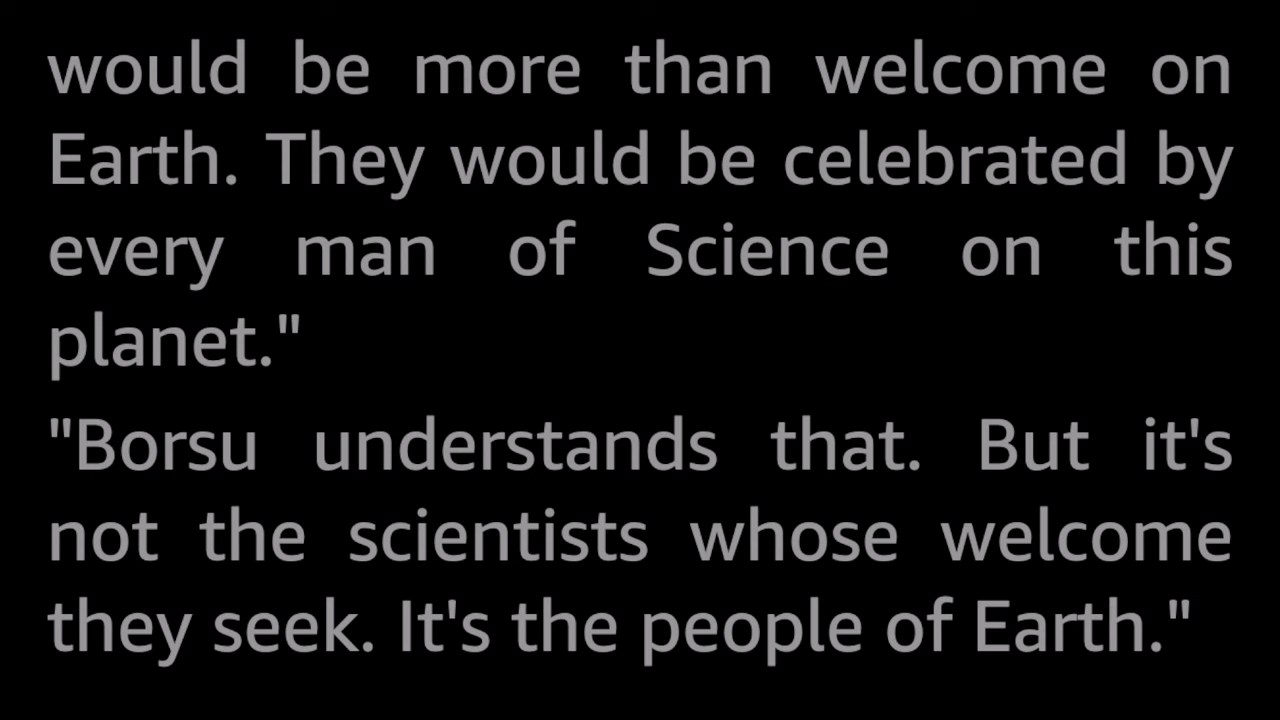 would be more than welcome on
Earth. They would be celebrated by
every man of Science on this
planet."
"Borsu understands that. But it's
not the scientists whose welcome
they seek. It's the people of Earth."